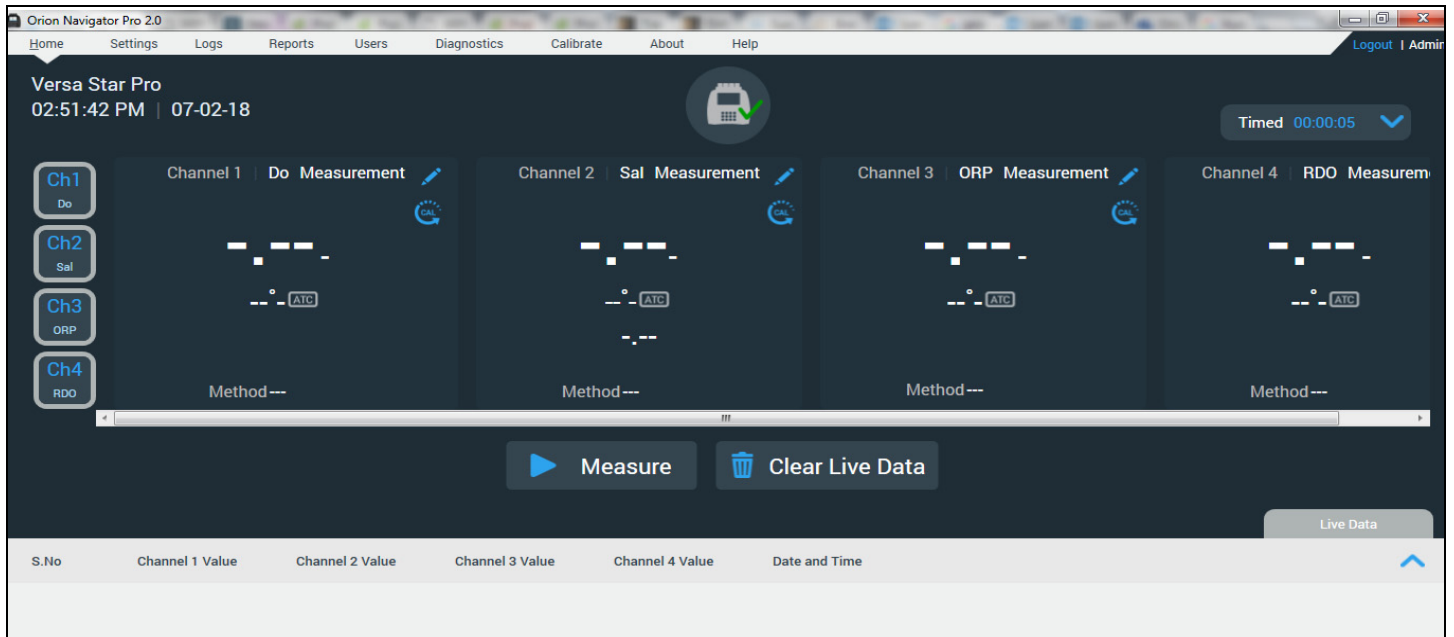 Orion Navigator Pro 2.0
Home Settings Logs Reports Users Diagnostics Calibrate About Help Logout | Admin
Versa Star Pro
02:51:42 PM | 07-02-18
Timed 00:00:05
Ch1
Do
Ch2
Sal
Ch3
ORP
Ch4
RDO
Channel 1 | Do Measurement
CAL
-.--
--°- ATC
Method---
Channel 2 | Sal Measurement
CAL
-.--
--°- ATC
-.--
Method---
Channel 3 | ORP Measurement
CAL
-.--
--°- ATC
Method---
Channel 4 | RDO Measurem
-.--
--°- ATC
Method---
Measure Clear Live Data
Live Data
S.No Channel 1 Value Channel 2 Value Channel 3 Value Channel 4 Value Date and Time